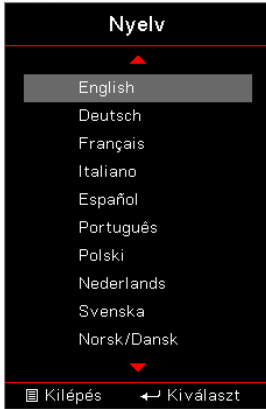 Nyelv
English
Deutsch
Français
Italiano
Español
Português
Polski
Nederlands
Svenska
Norsk/Dansk
Kilépés Kiválaszt